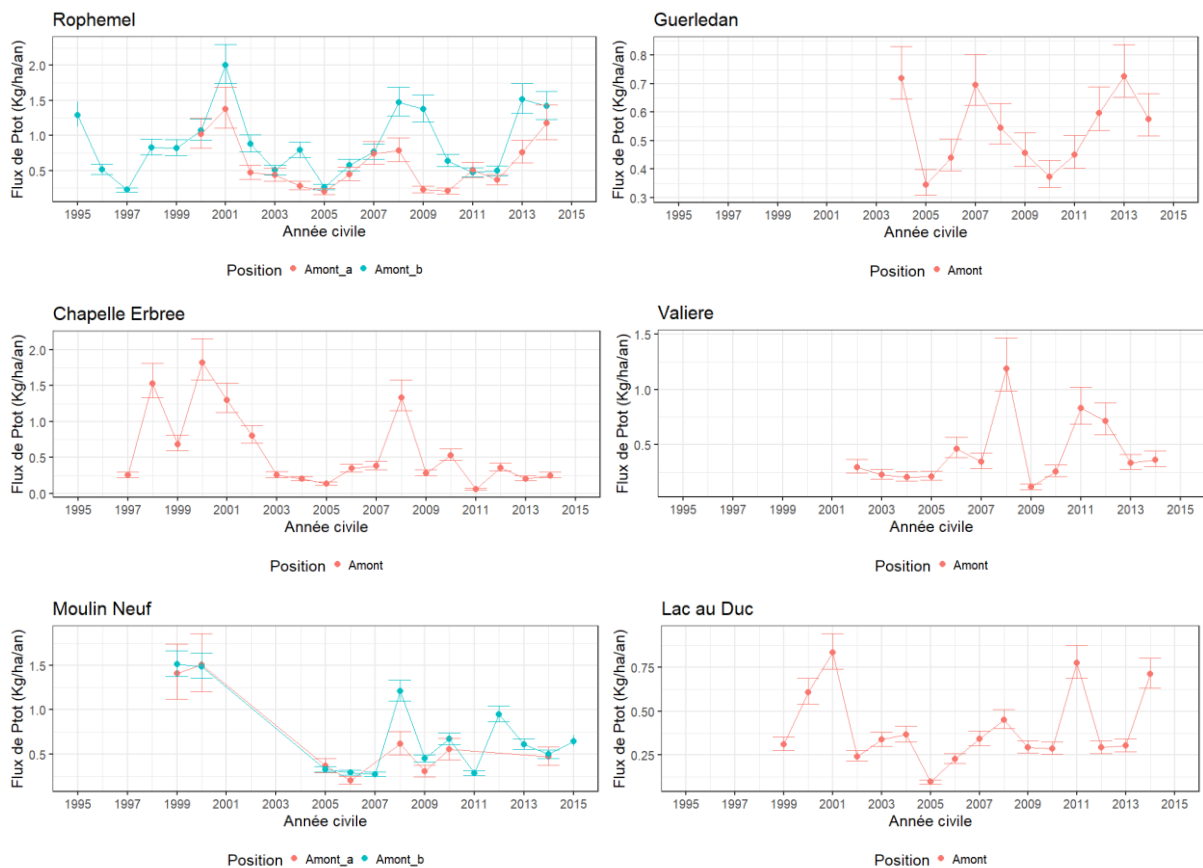 Rophemel
Flux de Ptot (Kg/ha/an)
2.0
1.5
1.0
0.5
1995 1997 1999 2001 2003 2005 2007 2009 2011 2013 2015
Année civile
Position Amont_a Amont_b
Guerledan
Flux de Ptot (Kg/ha/an)
0.8
0.7
0.6
0.5
0.4
0.3
1995 1997 1999 2001 2003 2005 2007 2009 2011 2013 2015
Année civile
Position Amont
Chapelle Erbree
Flux de Ptot (Kg/ha/an)
2.0
1.5
1.0
0.5
0.0
1995 1997 1999 2001 2003 2005 2007 2009 2011 2013 2015
Année civile
Position Amont
Valiere
Flux de Ptot (Kg/ha/an)
1.5
1.0
0.5
1995 1997 1999 2001 2003 2005 2007 2009 2011 2013 2015
Année civile
Position Amont
Moulin Neuf
Flux de Ptot (Kg/ha/an)
1.5
1.0
0.5
1995 1997 1999 2001 2003 2005 2007 2009 2011 2013 2015
Année civile
Position Amont_a Amont_b
Lac au Duc
Flux de Ptot (Kg/ha/an)
0.75
0.50
0.25
1995 1997 1999 2001 2003 2005 2007 2009 2011 2013 2015
Année civile
Position Amont